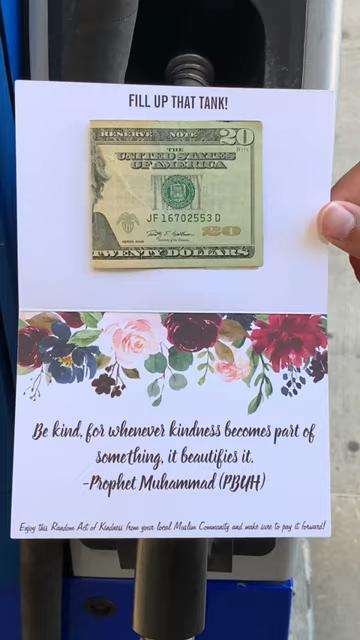 FILL UP THAT TANK!
RESERVE NOTE 20
THE
UNITED STATES
OF AMERICA
JF 16702553 D
20
TWENTY DOLLARS
Be kind, for whenever kindness becomes part of
something, it beautifies it.
-Prophet Muhammad (PBUH)
Enjoy this Random Act of Kindness from your local Muslim Community and make sure to pay it forward!